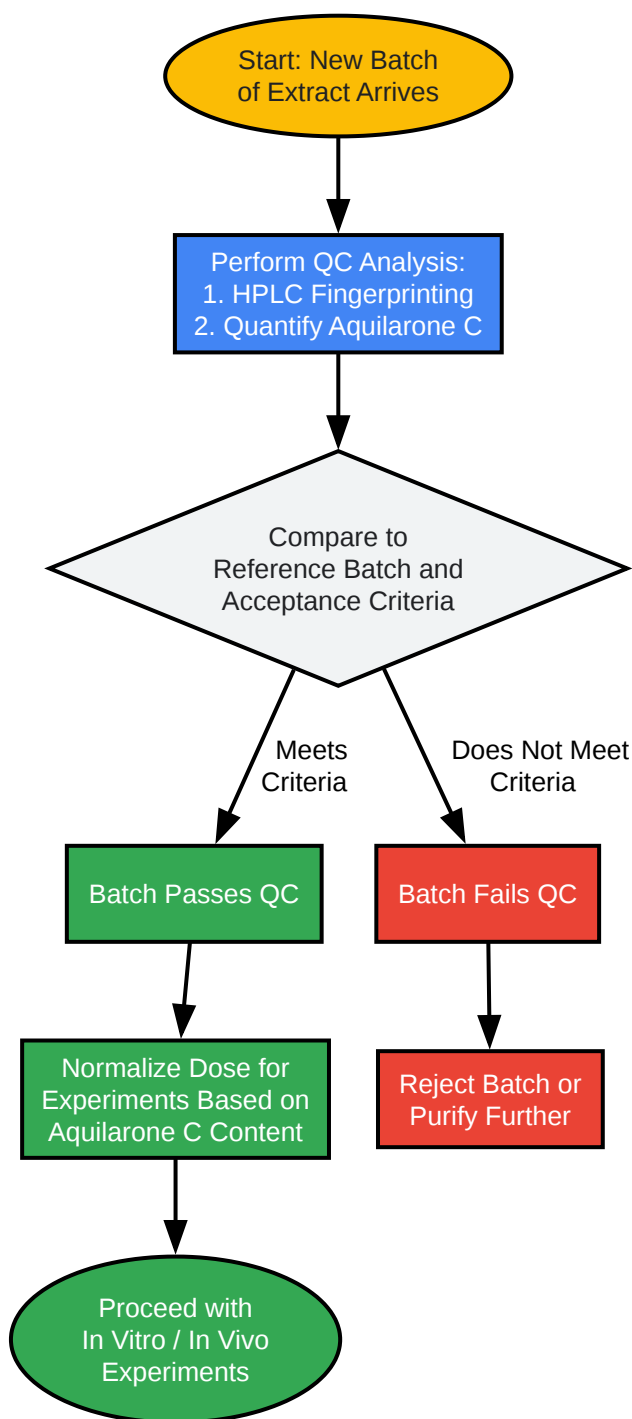 Start: New Batch
of Extract Arrives
Perform QC Analysis:
1. HPLC Fingerprinting
2. Quantify Aquilarone C
Compare to
Reference Batch and
Acceptance Criteria
Meets
Criteria
Does Not Meet
Criteria
Batch Passes QC
Batch Fails QC
Normalize Dose for
Experiments Based on
Aquilarone C Content
Reject Batch or
Purify Further
Proceed with
In Vitro / In Vivo
Experiments